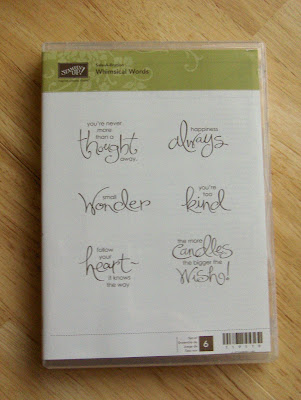 STAMPIN' UP!
Whimsical Words
you're never
more
than a
thought
away.
happiness
always
small
wonder
you're
too
kind
follow
your
heart~
it knows
the way
the more
Candles
the bigger the
Wish!
6